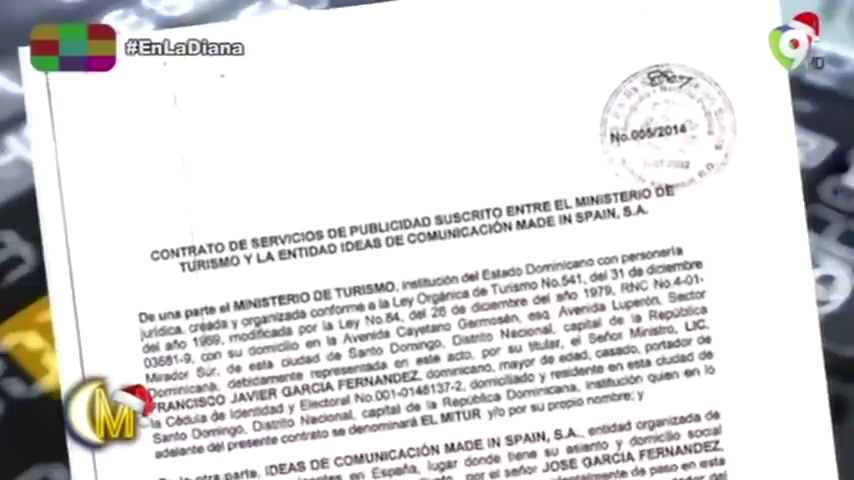 #EnLaDiana
9
No.005/2014
CONTRATO DE SERVICIOS DE PUBLICIDAD SUSCRITO ENTRE EL MINISTERIO DE
TURISMO Y LA ENTIDAD IDEAS DE COMUNICACIÓN MADE IN SPAIN, S.A.
De una parte el MINISTERIO DE TURISMO, institución del Estado Dominicano con personería
jurídica, creada y organizada conforme a la Ley Orgánica de Turismo No.541, del 31 de diciembre
del año 1969, modificada por la Ley No.84, del 26 de diciembre del año 1979, RNC No.4-01-
03681-9, con su domicilio en la Avenida Cayetano Germosén, esq. Avenida Luperón, Sector
Mirador Sur, de esta ciudad de Santo Domingo, Distrito Nacional, capital de la República
Dominicana, debidamente representada en este acto, por su titular, el Señor Ministro, LIC.
FRANCISCO JAVIER GARCIA FERNANDEZ, dominicano, mayor de edad, casado, portador de
la Cédula de Identidad y Electoral No.001-0148137-2, domiciliado y residente en esta ciudad de
Santo Domingo, Distrito Nacional, capital de la República Dominicana, institución quien en lo
adelante del presente contrato se denominará EL MITUR y/o por su propio nombre; y
la otra parte, IDEAS DE COMUNICACIÓN MADE IN SPAIN, S.A., entidad organizada de
en España, lugar donde tiene su asiento y domicilio social
por el señor JOSE GARCIA FERNANDEZ,
de paso en esta
M